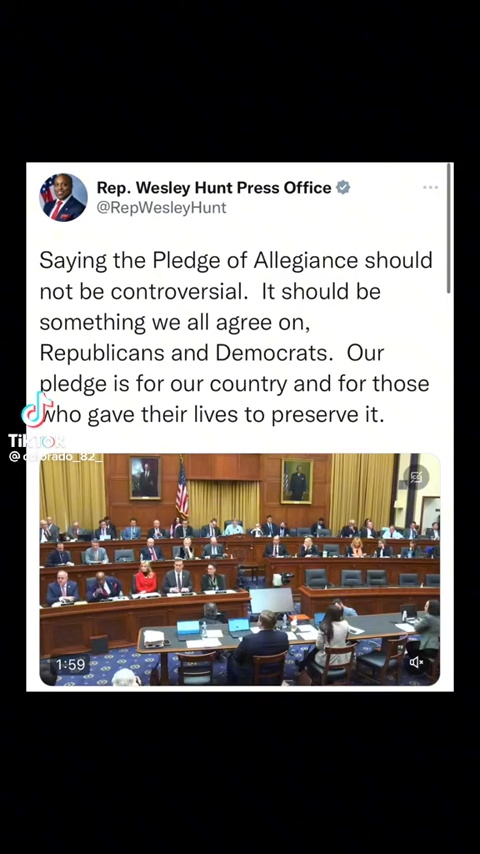 Rep. Wesley Hunt Press Office
@RepWesleyHunt
Saying the Pledge of Allegiance should
not be controversial. It should be
something we all agree on,
Republicans and Democrats. Our
pledge is for our country and for those
who gave their lives to preserve it.
TikTok
1:59